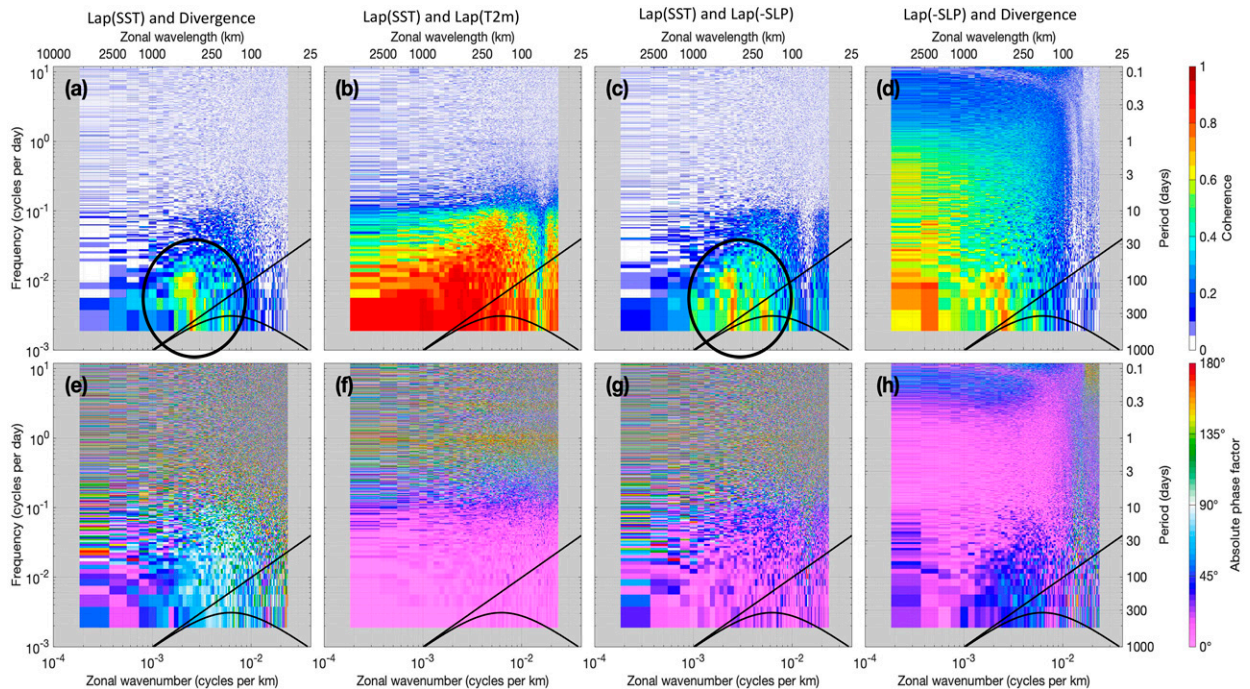 Lap(SST) and Divergence
Lap(SST) and Lap(T2m)
Lap(SST) and Lap(-SLP)
Lap(-SLP) and Divergence
Zonal wavelength (km)
Zonal wavelength (km)
Zonal wavelength (km)
Zonal wavelength (km)
10000 2500 1000 250 100 25
2500 1000 250 100 25
2500 1000 250 100 25
2500 1000 250 100 25
(a)
(b)
(c)
(d)
Frequency (cycles per day)
10^1
10^0
10^-1
10^-2
10^-3
0.1
0.3
1
3
10
30
100
300
1000
Period (days)
1
0.8
0.6
0.4
0.2
0
Coherence
(e)
(f)
(g)
(h)
Frequency (cycles per day)
10^1
10^0
10^-1
10^-2
10^-3
0.1
0.3
1
3
10
30
100
300
1000
Period (days)
180°
135°
90°
45°
0°
Absolute phase factor
10^-4 10^-3 10^-2
10^-3 10^-2
10^-3 10^-2
10^-3 10^-2
Zonal wavenumber (cycles per km)
Zonal wavenumber (cycles per km)
Zonal wavenumber (cycles per km)
Zonal wavenumber (cycles per km)